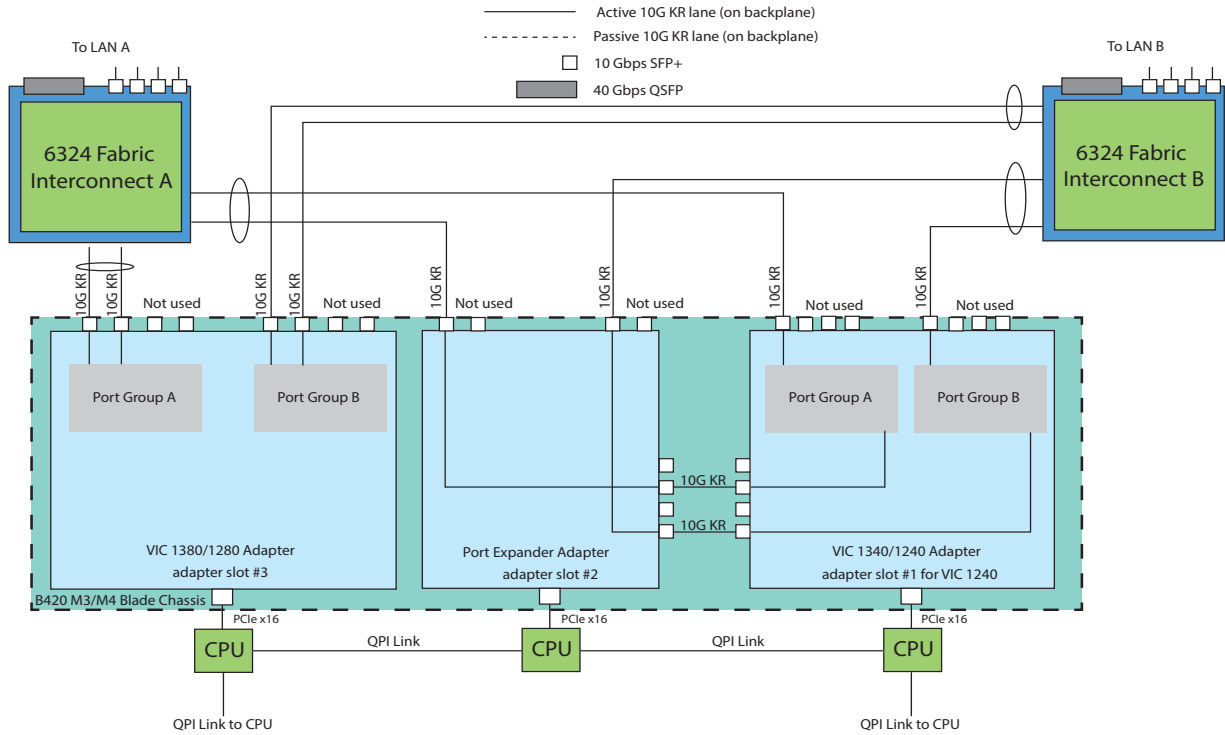 Active 10G KR lane (on backplane)
Passive 10G KR lane (on backplane)
10 Gbps SFP+
40 Gbps QSFP
To LAN A
To LAN B
6324 Fabric
Interconnect A
6324 Fabric
Interconnect B
10G KR
10G KR
Not used
10G KR
10G KR
Not used
10G KR
Not used
10G KR
Not used
10G KR
Not used
10G KR
Not used
Port Group A
Port Group B
Port Group A
Port Group B
10G KR
10G KR
VIC 1380/1280 Adapter
adapter slot #3
Port Expander Adapter
adapter slot #2
VIC 1340/1240 Adapter
adapter slot #1 for VIC 1240
B420 M3/M4 Blade Chassis
PCIe x16
PCIe x16
PCIe x16
CPU
QPI Link
CPU
QPI Link
CPU
QPI Link to CPU
QPI Link to CPU